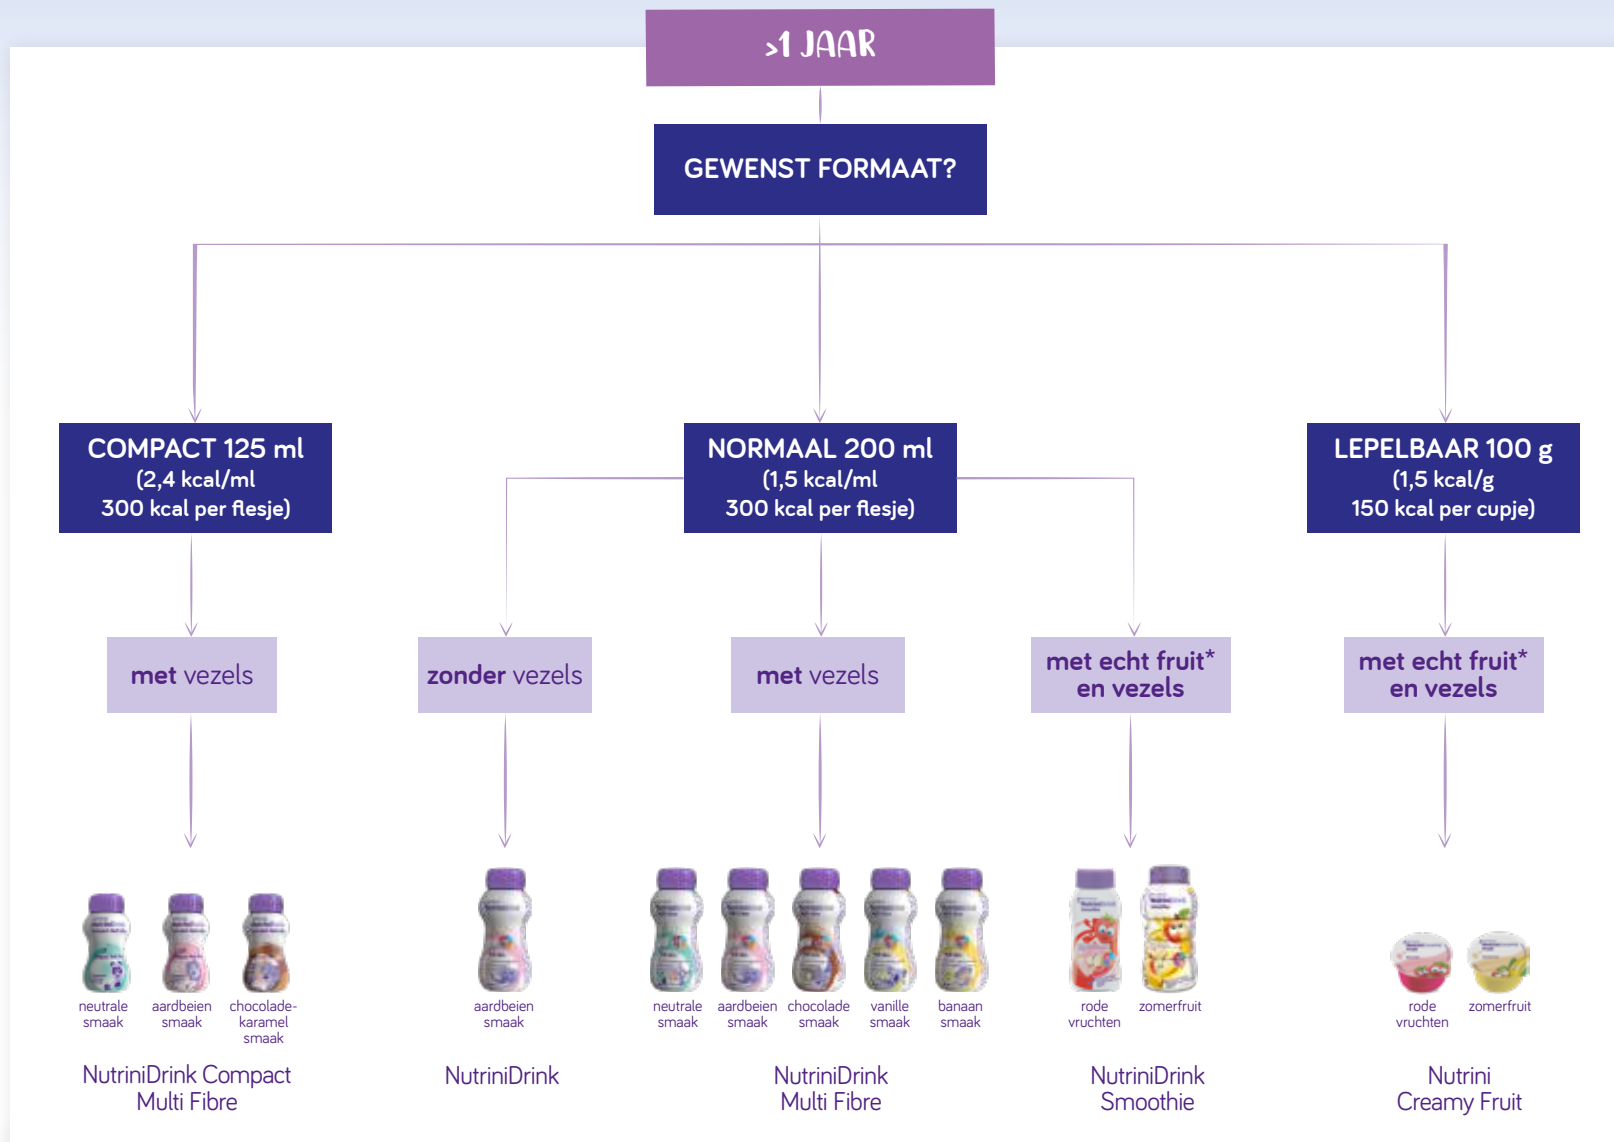 >1 JAAR
GEWENST FORMAAT?
COMPACT 125 ml
(2,4 kcal/ml
300 kcal per flesje)
NORMAAL 200 ml
(1,5 kcal/ml
300 kcal per flesje)
LEPELBAAR 100 g
(1,5 kcal/g
150 kcal per cupje)
met vezels
zonder vezels
met vezels
met echt fruit*
en vezels
met echt fruit*
en vezels
neutrale
smaak
aardbeien
smaak
chocolade-
karamel
smaak
aardbeien
smaak
neutrale
smaak
aardbeien
smaak
chocolade
smaak
vanille
smaak
banaan
smaak
rode
vruchten
zomerfruit
rode
vruchten
zomerfruit
NutriniDrink Compact
Multi Fibre
NutriniDrink
NutriniDrink
Multi Fibre
NutriniDrink
Smoothie
Nutrini
Creamy Fruit